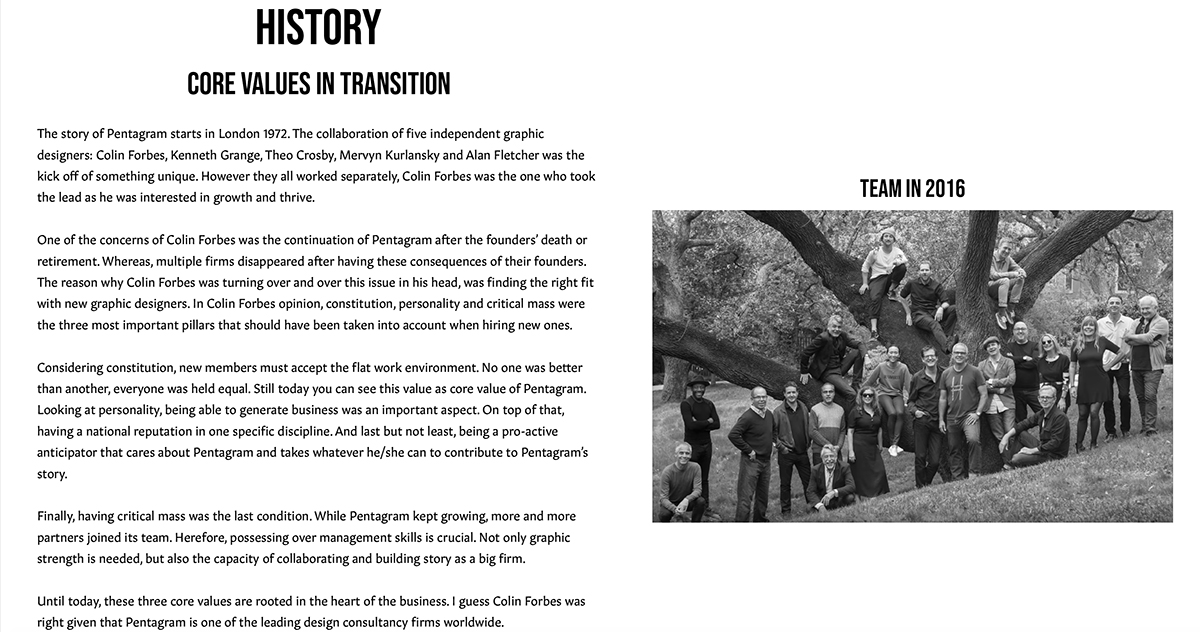 HISTORY
CORE VALUES IN TRANSITION
The story of Pentagram starts in London 1972. The collaboration of five independent graphic
designers: Colin Forbes, Kenneth Grange, Theo Crosby, Mervyn Kurlansky and Alan Fletcher was the
kick off of something unique. However they all worked separately, Colin Forbes was the one who took
the lead as he was interested in growth and thrive.
One of the concerns of Colin Forbes was the continuation of Pentagram after the founders’ death or
retirement. Whereas, multiple firms disappeared after having these consequences of their founders.
The reason why Colin Forbes was turning over and over this issue in his head, was finding the right fit
with new graphic designers. In Colin Forbes opinion, constitution, personality and critical mass were
the three most important pillars that should have been taken into account when hiring new ones.
Considering constitution, new members must accept the flat work environment. No one was better
than another, everyone was held equal. Still today you can see this value as core value of Pentagram.
Looking at personality, being able to generate business was an important aspect. On top of that,
having a national reputation in one specific discipline. And last but not least, being a pro-active
anticipator that cares about Pentagram and takes whatever he/she can to contribute to Pentagram’s
story.
Finally, having critical mass was the last condition. While Pentagram kept growing, more and more
partners joined its team. Herefore, possessing over management skills is crucial. Not only graphic
strength is needed, but also the capacity of collaborating and building story as a big firm.
Until today, these three core values are rooted in the heart of the business. I guess Colin Forbes was
right given that Pentagram is one of the leading design consultancy firms worldwide.
TEAM IN 2016